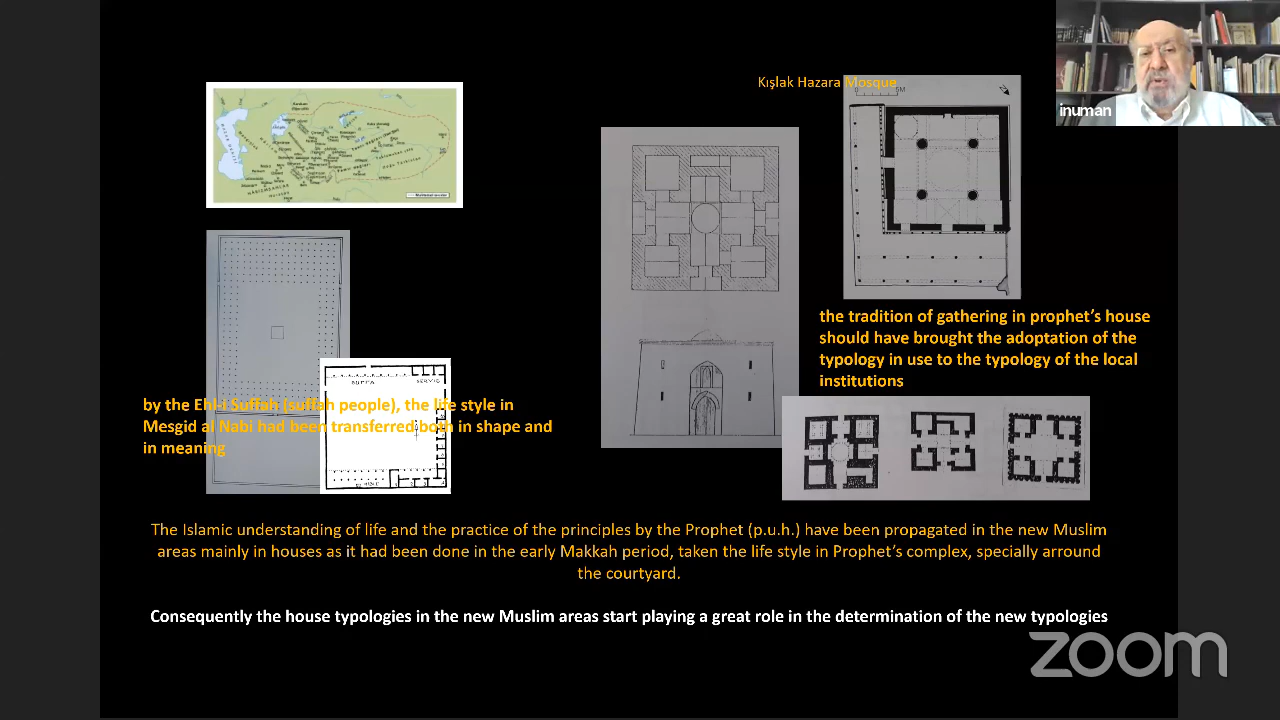 Kışlak Hazara Mosque
inuman
the tradition of gathering in prophet's house
should have brought the adoptation of the
typology in use to the typology of the local
institutions
by the Ehl-i Suffah (suffah people), the life style in
Mesgid al Nabi had been transferred both in shape and
in meaning
SUFFA
SERVIS
The Islamic understanding of life and the practice of the principles by the Prophet (p.u.h.) have been propagated in the new Muslim
areas mainly in houses as it had been done in the early Makkah period, taken the life style in Prophet's complex, specially arround
the courtyard.
Consequently the house typologies in the new Muslim areas start playing a great role in the determination of the new typologies
zoom